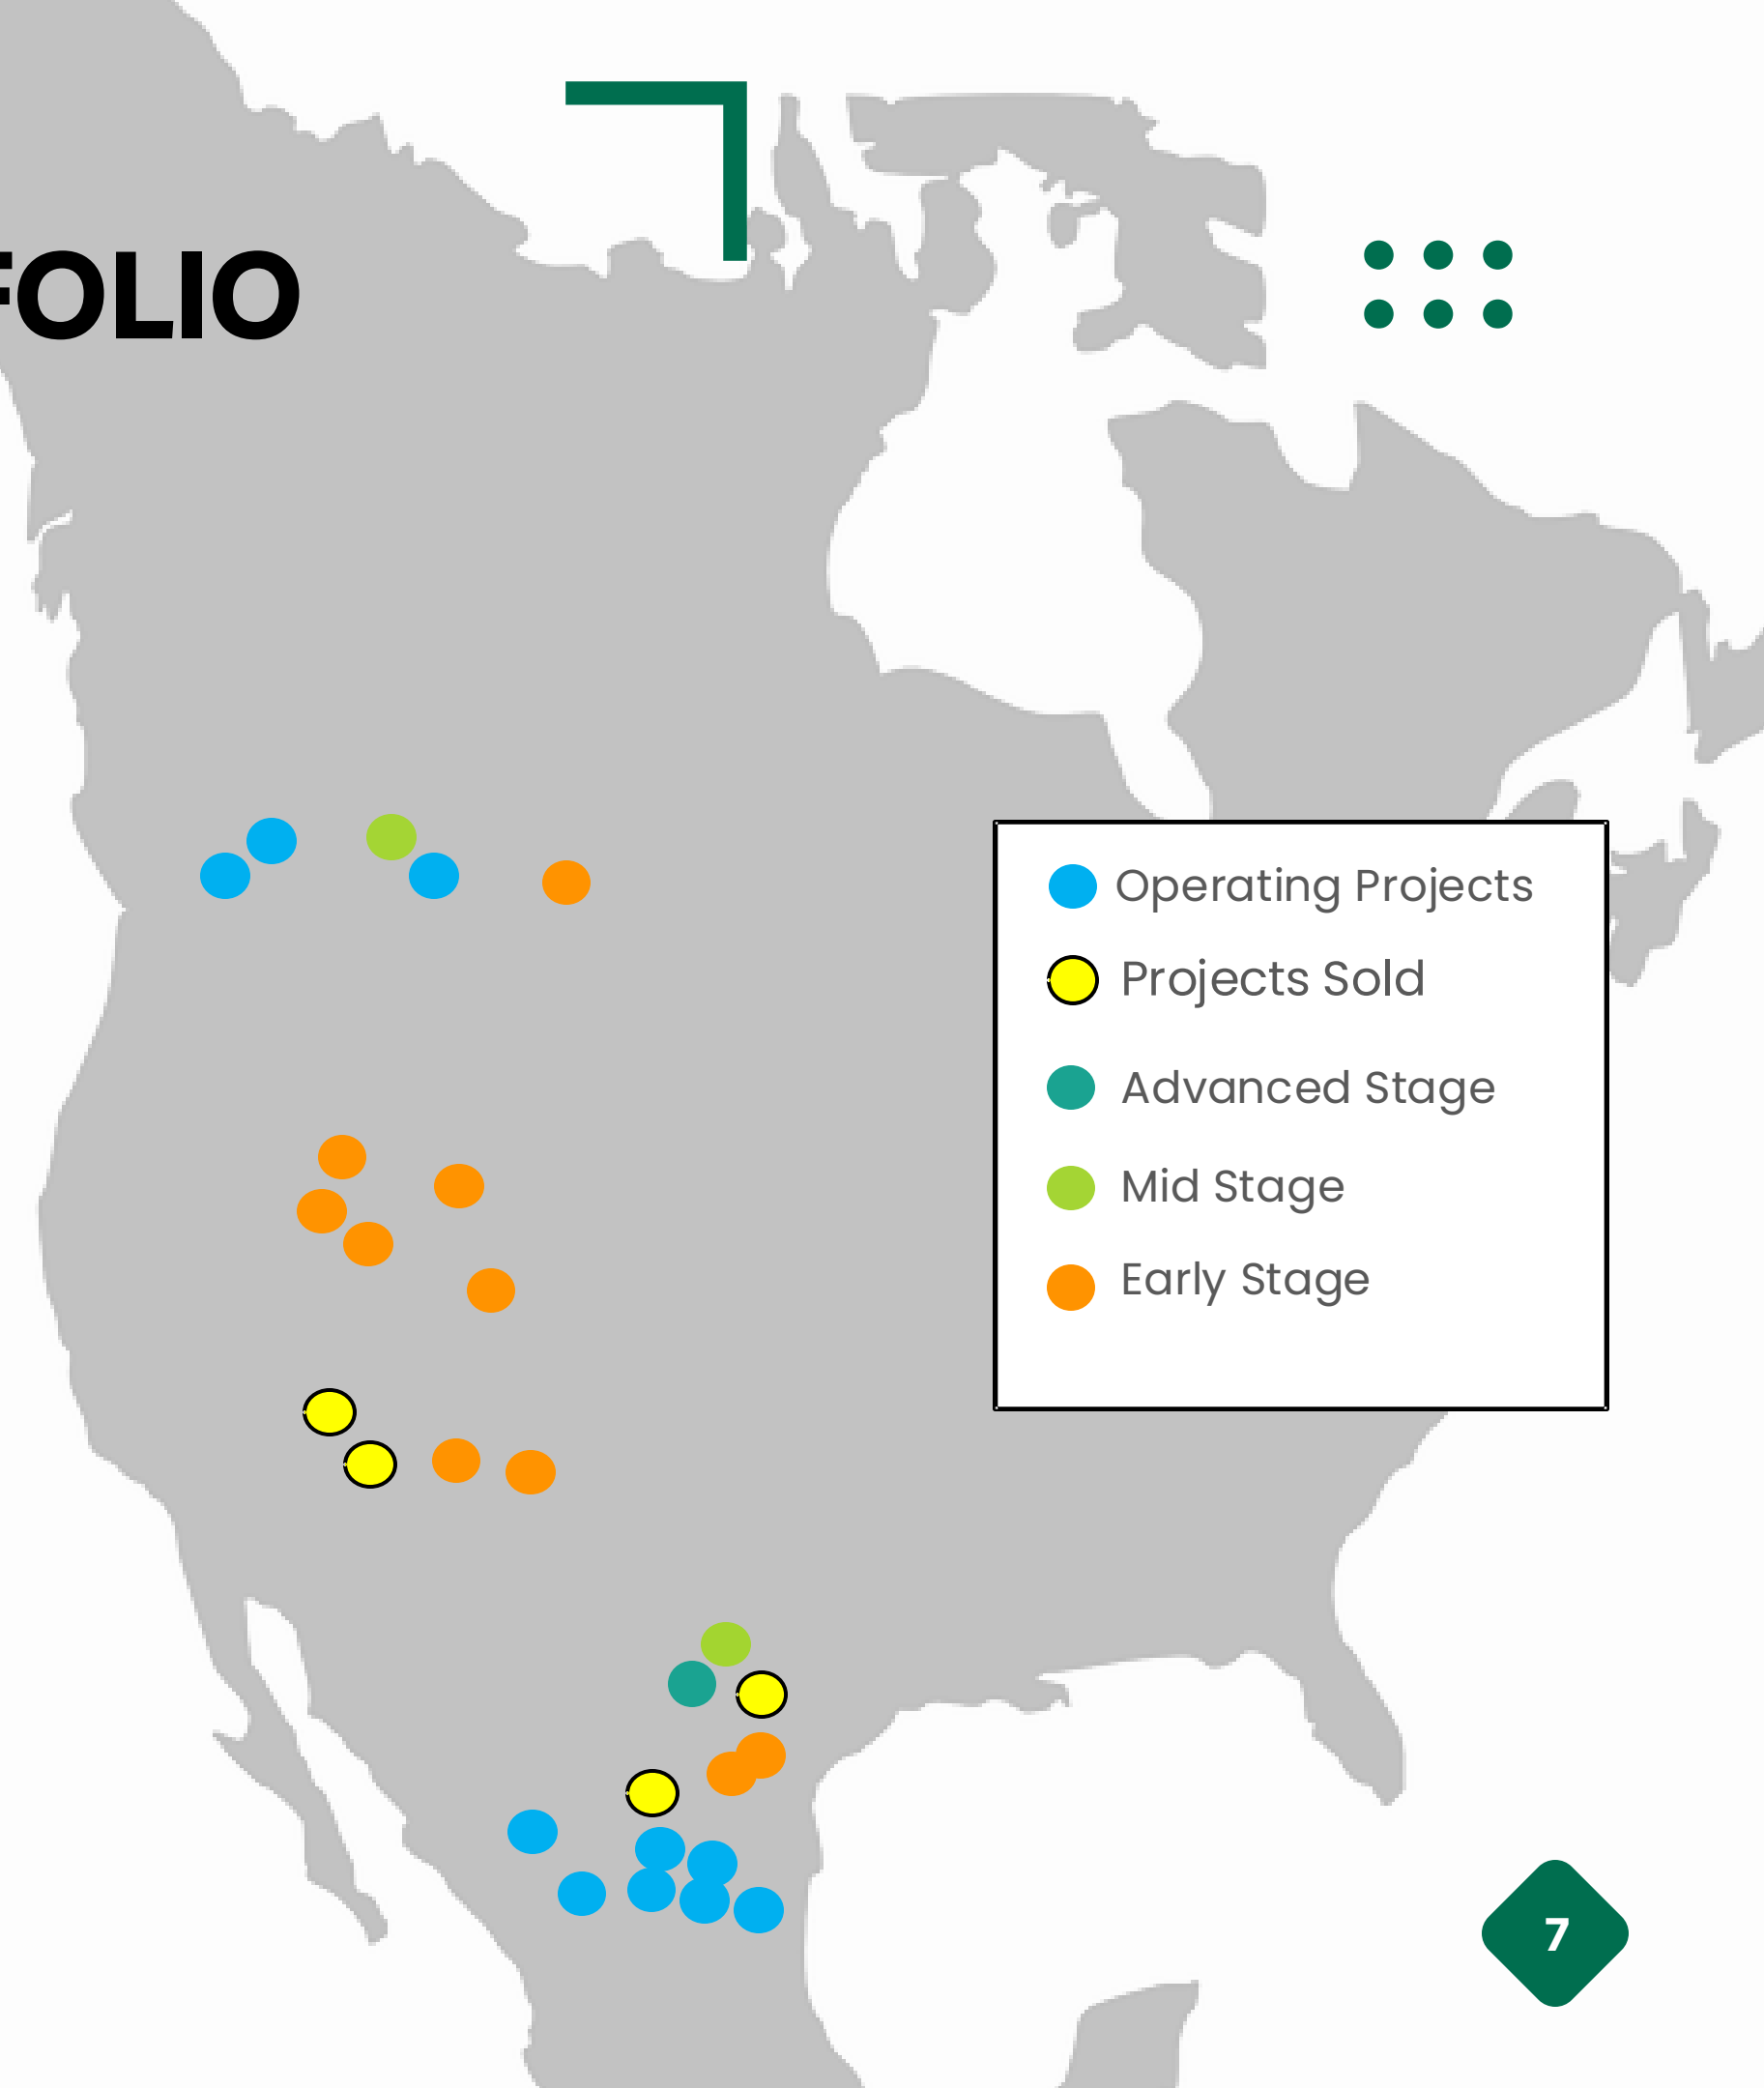 FOLIO
Operating Projects
Projects Sold
Advanced Stage
Mid Stage
Early Stage
7